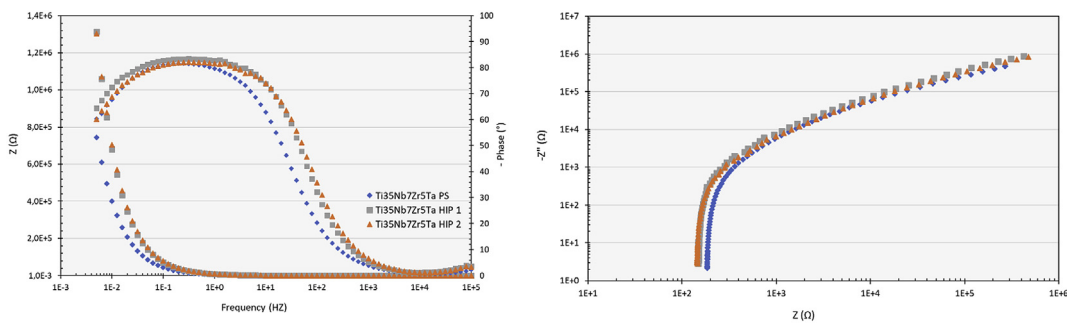 1,4E+6
1,2E+6
1,0E+6
8,0E+5
6,0E+5
4,0E+5
2,0E+5
1,0E-3
Z (Ω)
100
90
80
70
60
50
40
30
20
10
0
- Phase (°)
Ti35Nb7Zr5Ta PS
Ti35Nb7Zr5Ta HIP 1
Ti35Nb7Zr5Ta HIP 2
1E-3
1E-2
1E-1
1E+0
1E+1
1E+2
1E+3
1E+4
1E+5
Frequency (HZ)
1E+7
1E+6
1E+5
1E+4
1E+3
1E+2
1E+1
1E+0
-Z" (Ω)
1E+1
1E+2
1E+3
1E+4
1E+5
1E+6
Z (Ω)